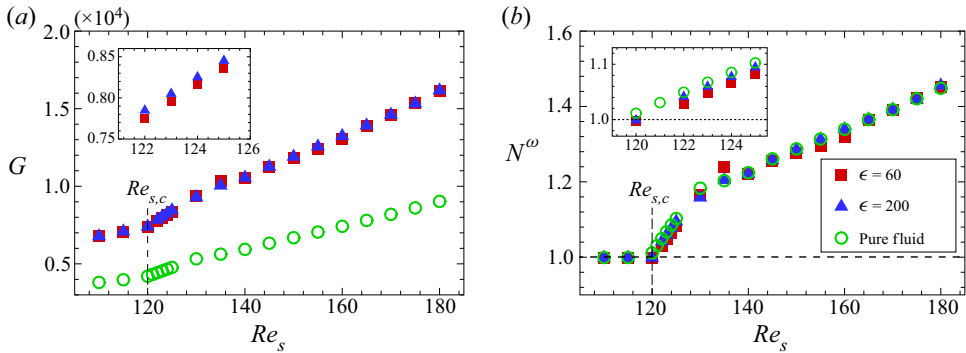 (a)
(×10⁴)
2.0
1.5
G
1.0
0.5
0.85
0.80
0.75
122
124
126
Re_{s,c}
120
140
160
180
Re_s
(b)
1.6
1.4
N^ω
1.2
1.0
1.1
1.0
120
122
124
Re_{s,c}
ϵ = 60
ϵ = 200
Pure fluid
120
140
160
180
Re_s